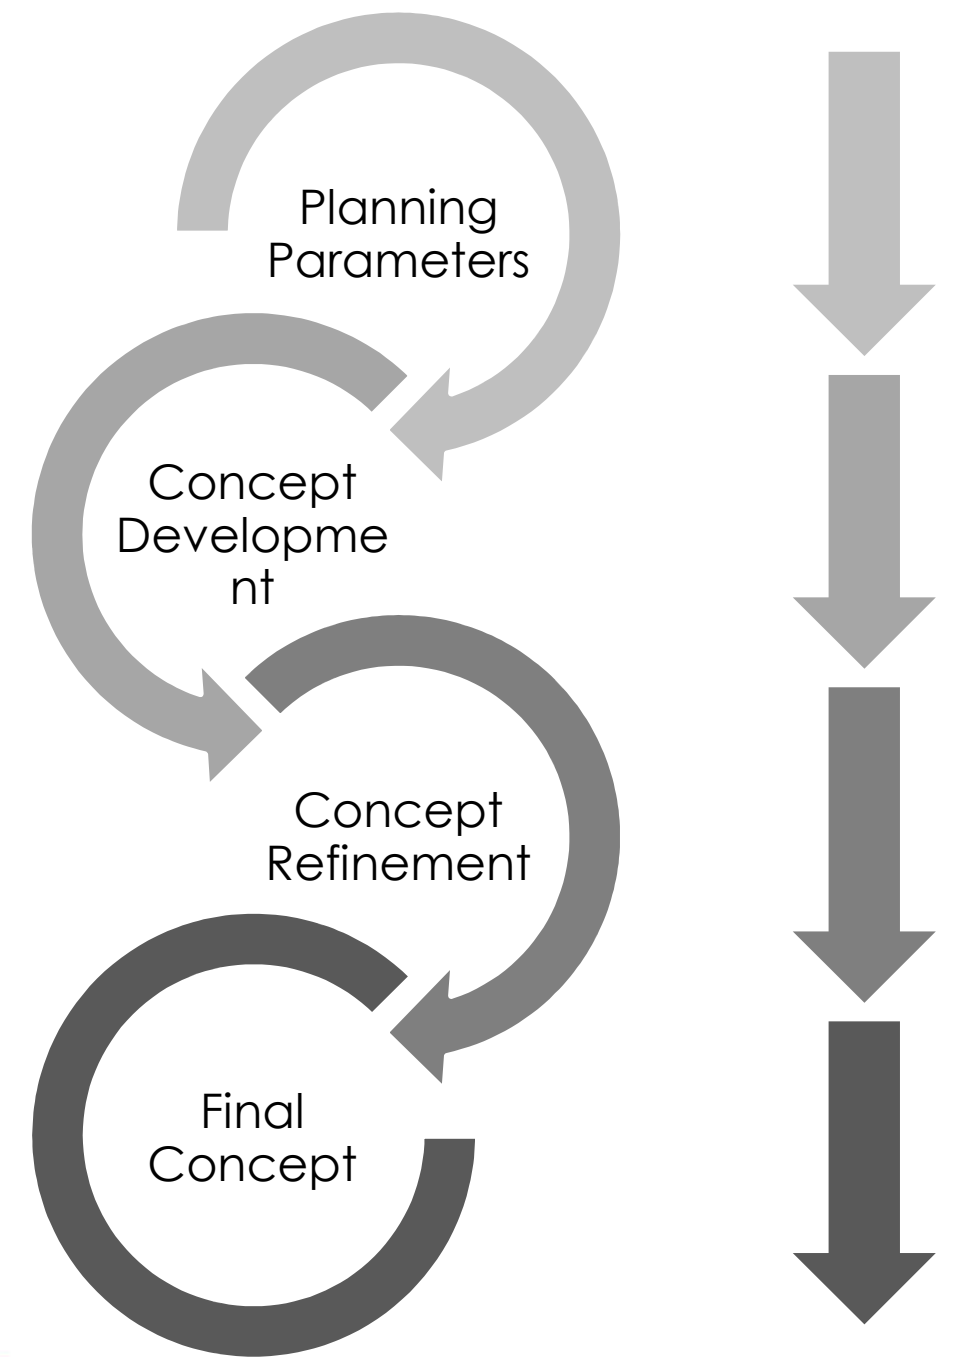 Planning
Parameters
Concept
Developme
nt
Concept
Refinement
Final
Concept